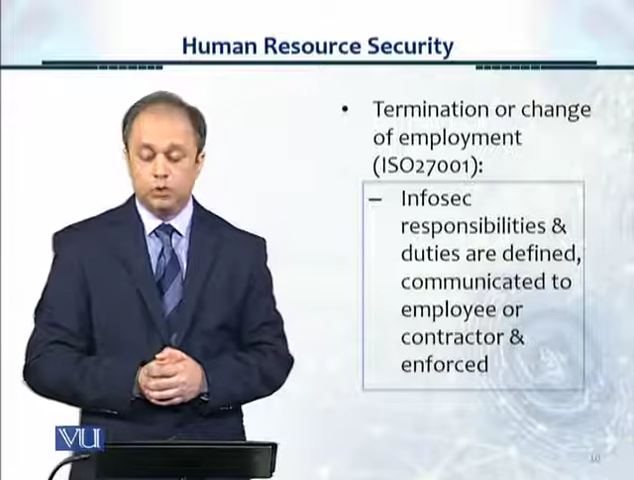 Human Resource Security
• Termination or change
of employment
(ISO27001):
– Infosec
responsibilities &
duties are defined,
communicated to
employee or
contractor &
enforced
VU
10